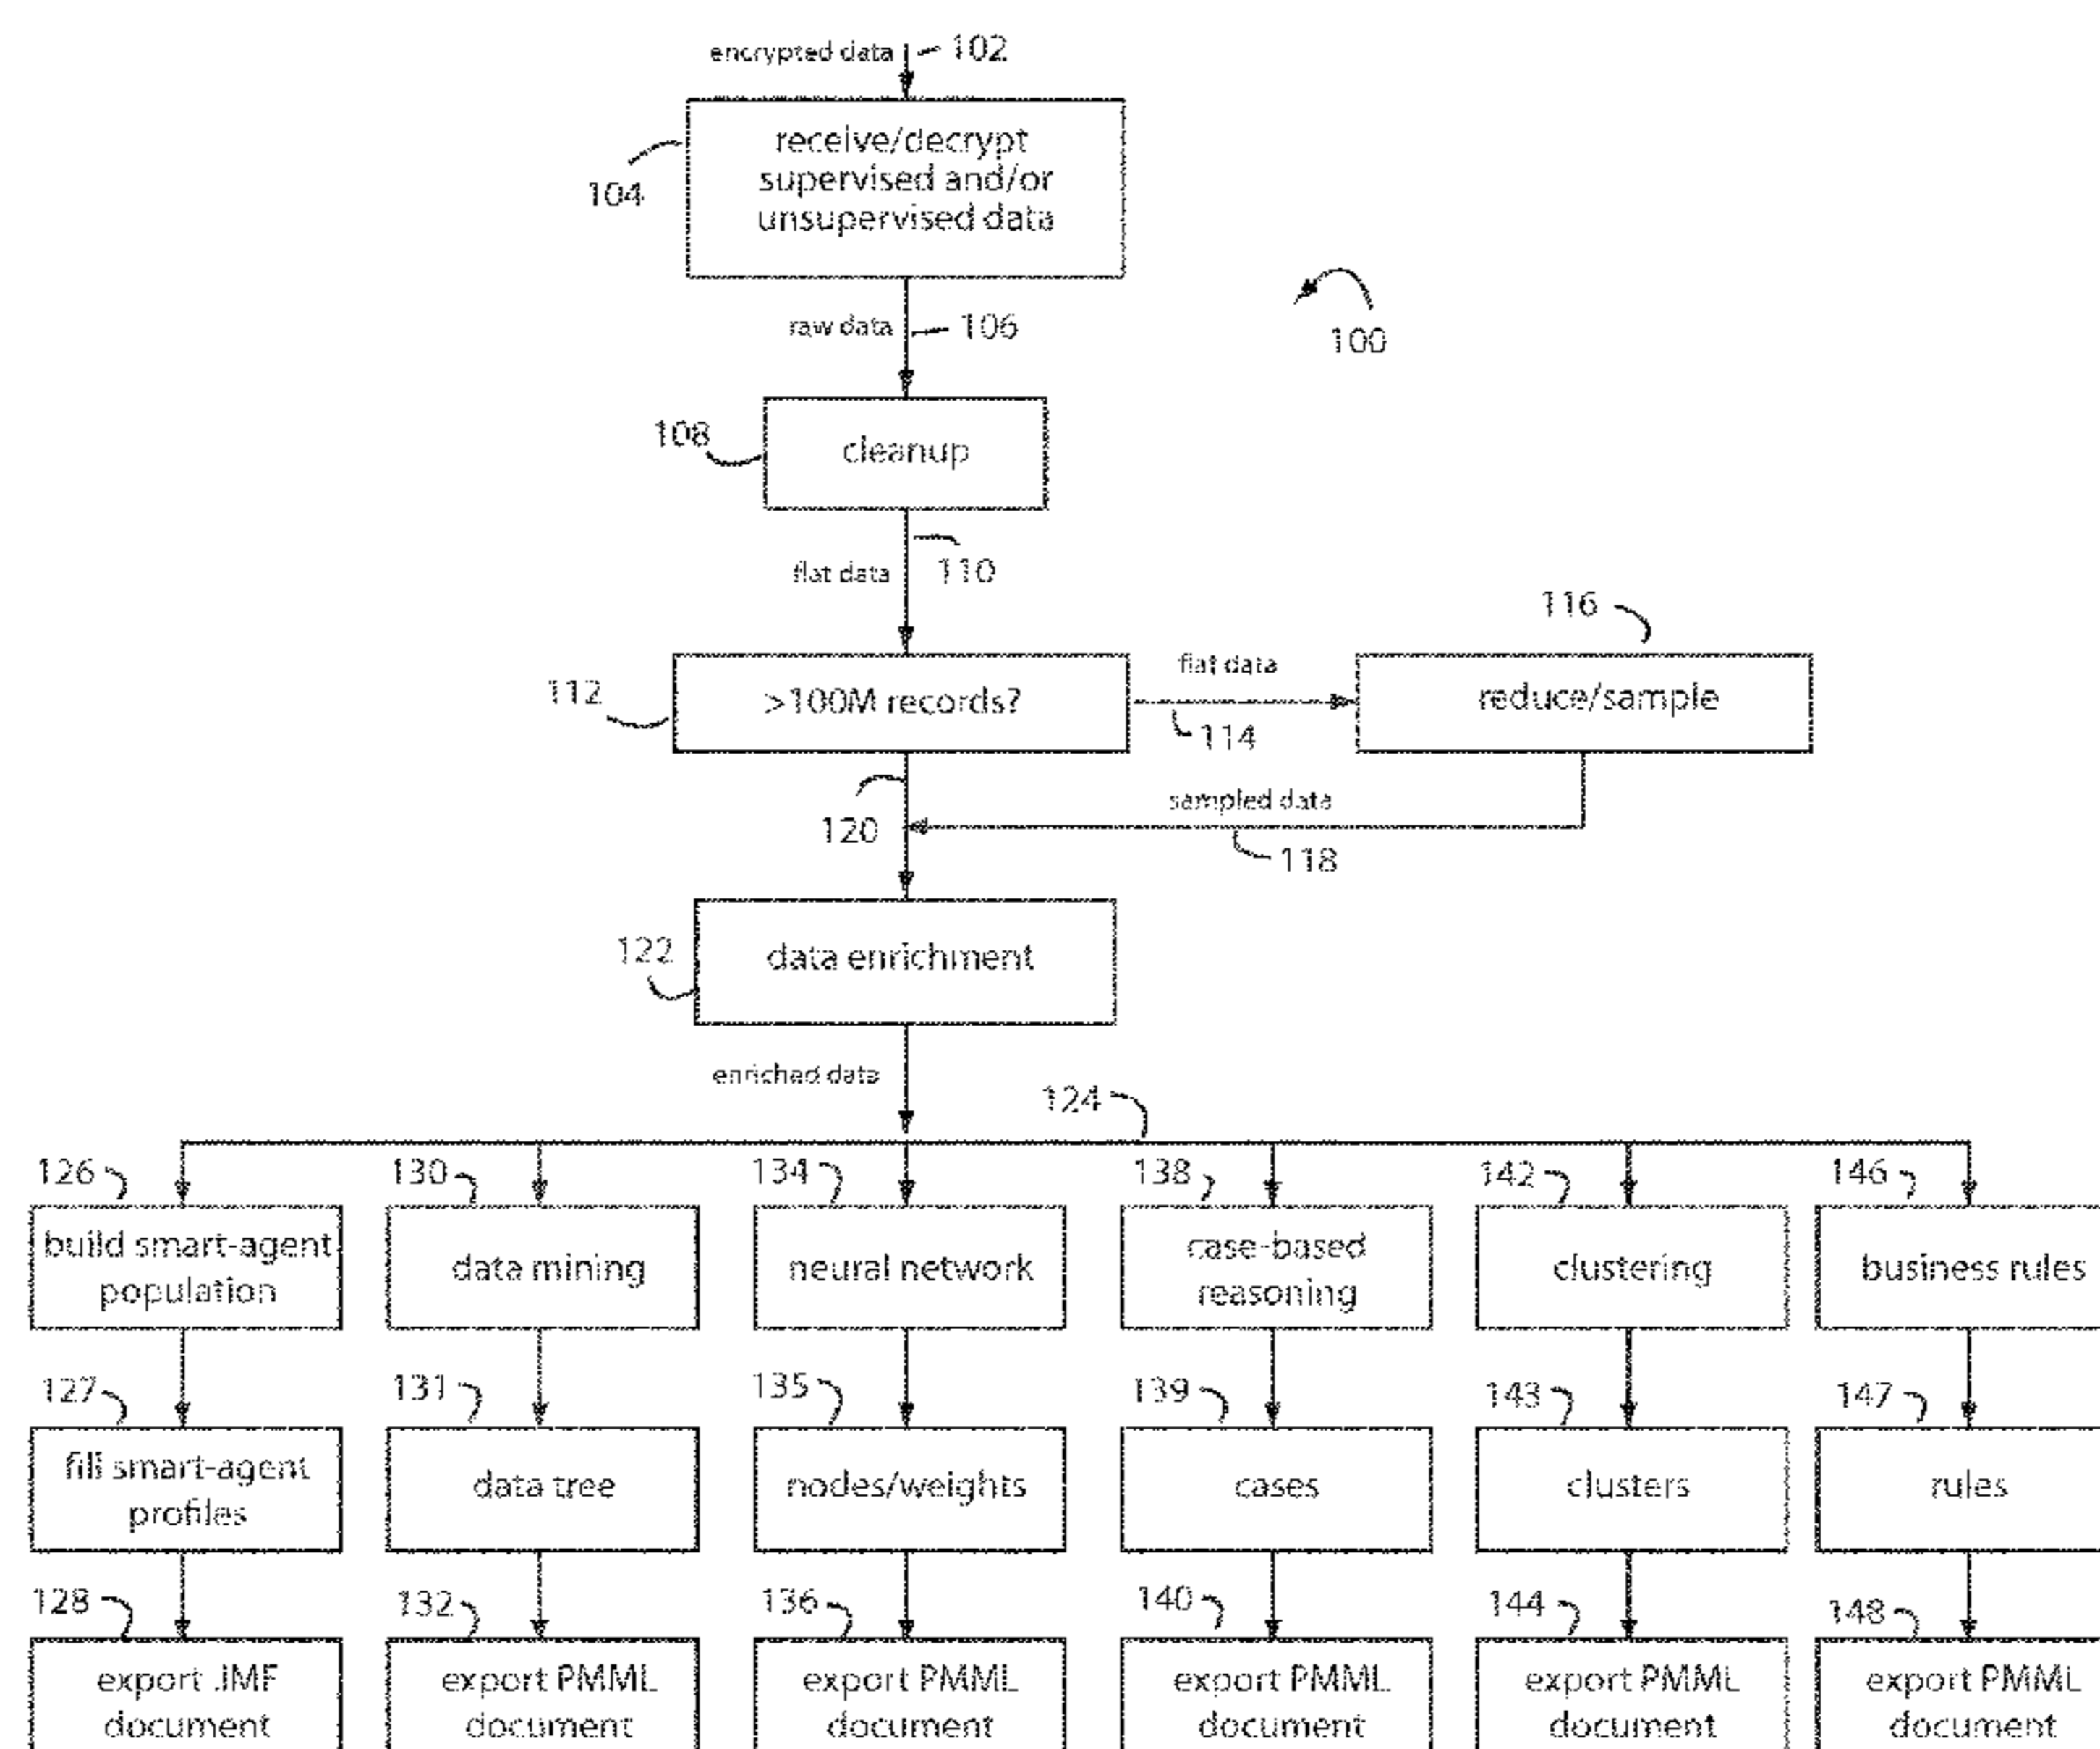 encrypted data
102
receive/decrypt
supervised and/or
unsupervised data
104
100
raw data
106
108
cleanup
flat data
110
116
112
>100M records?
flat data
114
reduce/sample
120
sampled data
118
122
data enrichment
enriched data
124
126
130
134
138
142
146
build smart-agent
population
data mining
neural network
case-based
reasoning
clustering
business rules
127
131
135
139
143
147
fill smart-agent
profiles
data tree
nodes/weights
cases
clusters
rules
128
132
136
140
144
148
export .IMF
document
export PMML
document
export PMML
document
export PMML
document
export PMML
document
export PMML
document